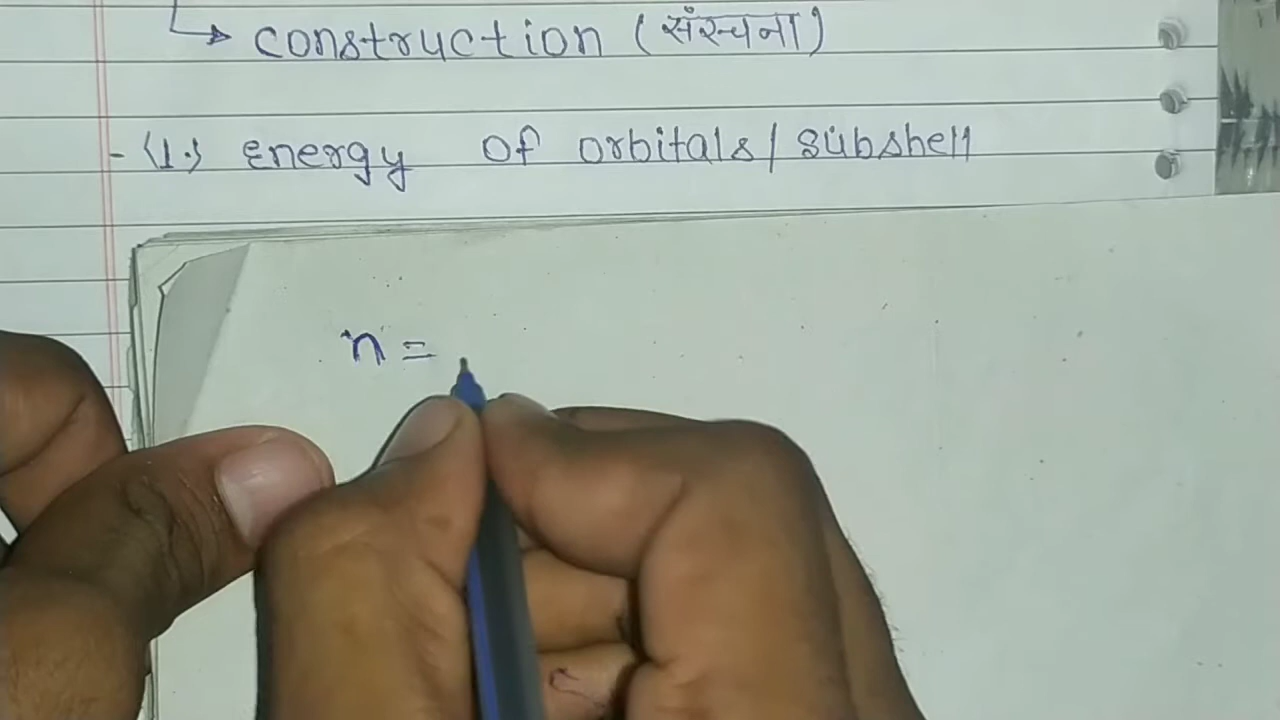 ↳ construction (संरचना)
-(1.) energy of orbitals/subshell
n =